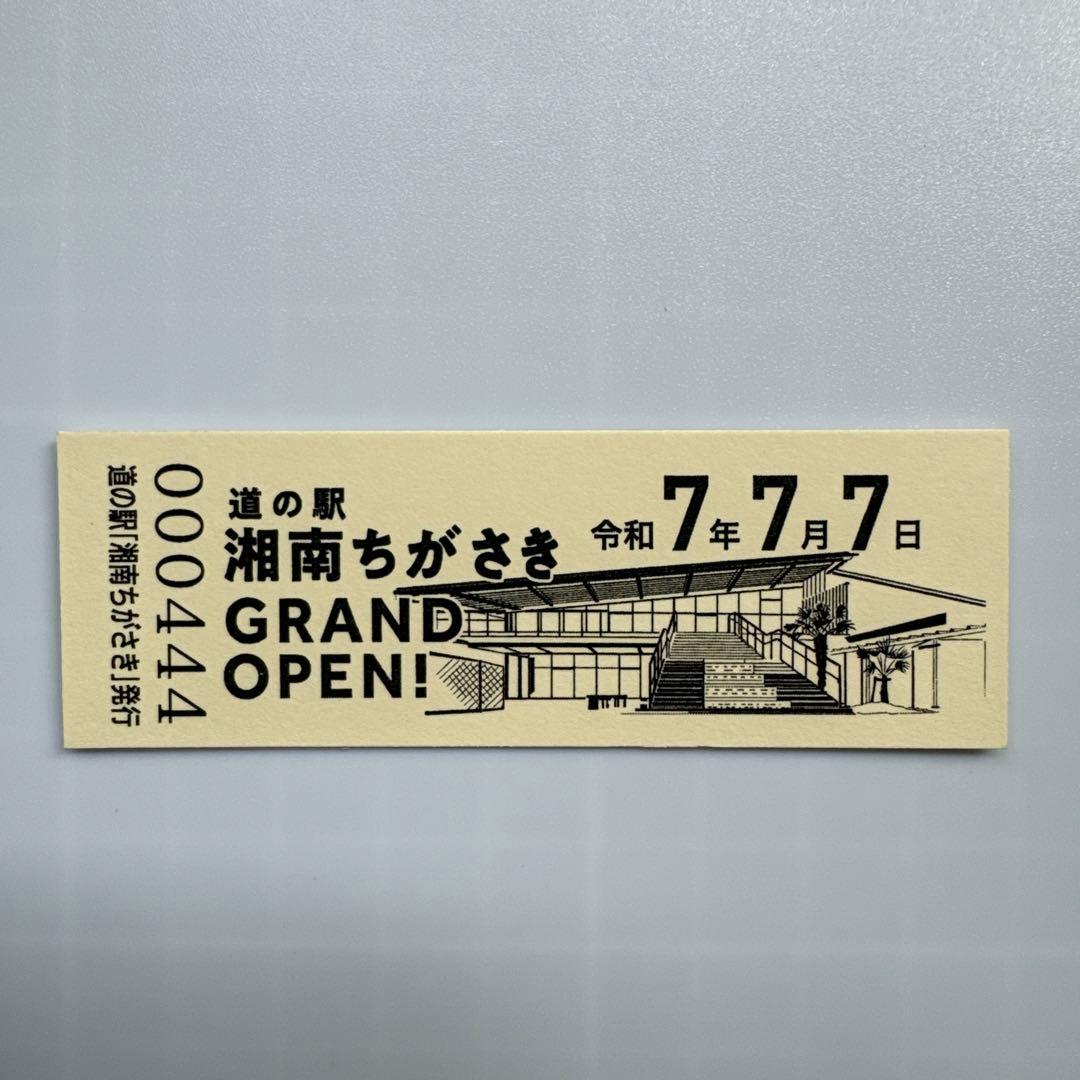 道の駅「湘南ちがさき」発行
000444
道の駅
湘南ちがさき
GRAND
OPEN!
令和7年7月7日